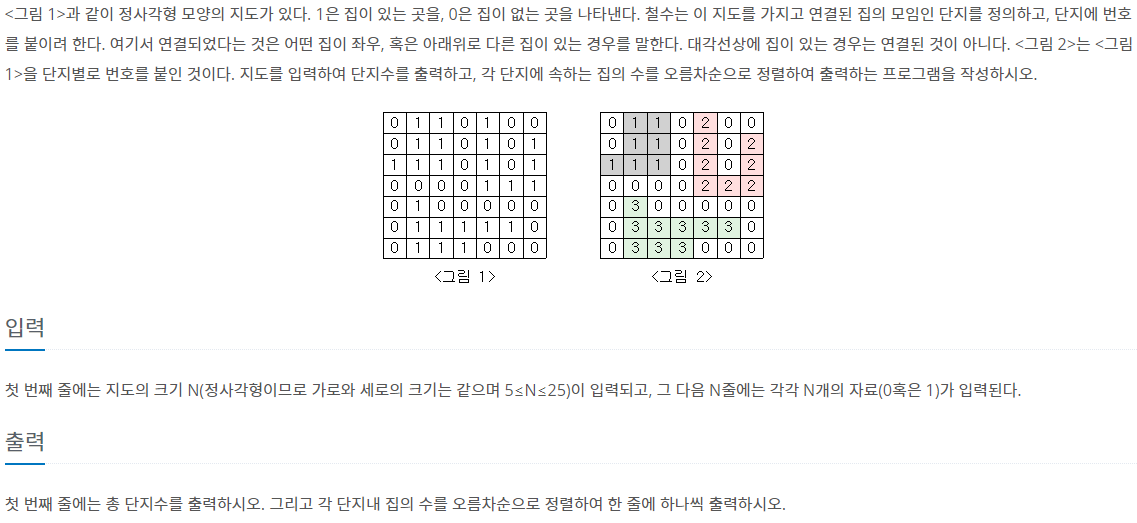 <그림 1>과 같이 정사각형 모양의 지도가 있다. 1은 집이 있는 곳을, 0은 집이 없는 곳을 나타낸다. 철수는 이 지도를 가지고 연결된 집의 모임인 단지를 정의하고, 단지에 번호
를 붙이려 한다. 여기서 연결되었다는 것은 어떤 집이 좌우, 혹은 아래위로 다른 집이 있는 경우를 말한다. 대각선상에 집이 있는 경우는 연결된 것이 아니다. <그림 2>는 <그림
1>을 단지별로 번호를 붙인 것이다. 지도를 입력하여 단지수를 출력하고, 각 단지에 속하는 집의 수를 오름차순으로 정렬하여 출력하는 프로그램을 작성하시오.
0 1 1 0 1 0 0
0 1 1 0 1 0 1
1 1 1 0 1 0 1
0 0 0 0 1 1 1
0 1 0 0 0 0 0
0 1 1 1 1 1 0
0 1 1 1 0 0 0
<그림 1>
0 1 1 0 2 0 0
0 1 1 0 2 0 2
1 1 1 0 2 0 2
0 0 0 0 2 2 2
0 3 0 0 0 0 0
0 3 3 3 3 3 0
0 3 3 3 0 0 0
<그림 2>
입력
첫 번째 줄에는 지도의 크기 N(정사각형이므로 가로와 세로의 크기는 같으며 5≤N≤25)이 입력되고, 그 다음 N줄에는 각각 N개의 자료(0혹은 1)가 입력된다.
출력
첫 번째 줄에는 총 단지수를 출력하시오. 그리고 각 단지내 집의 수를 오름차순으로 정렬하여 한 줄에 하나씩 출력하시오.